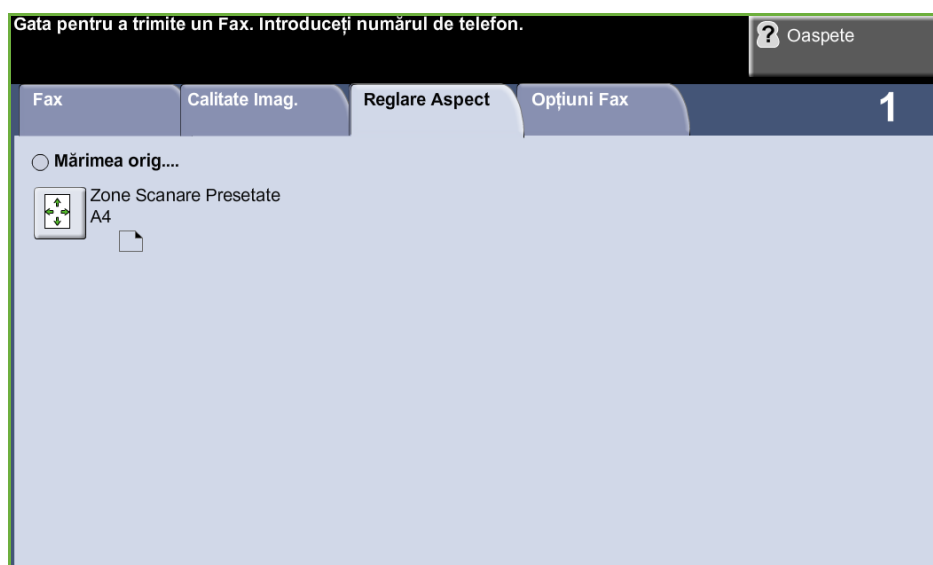 Gata pentru a trimite un Fax. Introduceți numărul de telefon.
? Oaspete
Fax
Calitate Imag.
Reglare Aspect
Opțiuni Fax
1
Mărimea orig....
Zone Scanare Presetate
A4